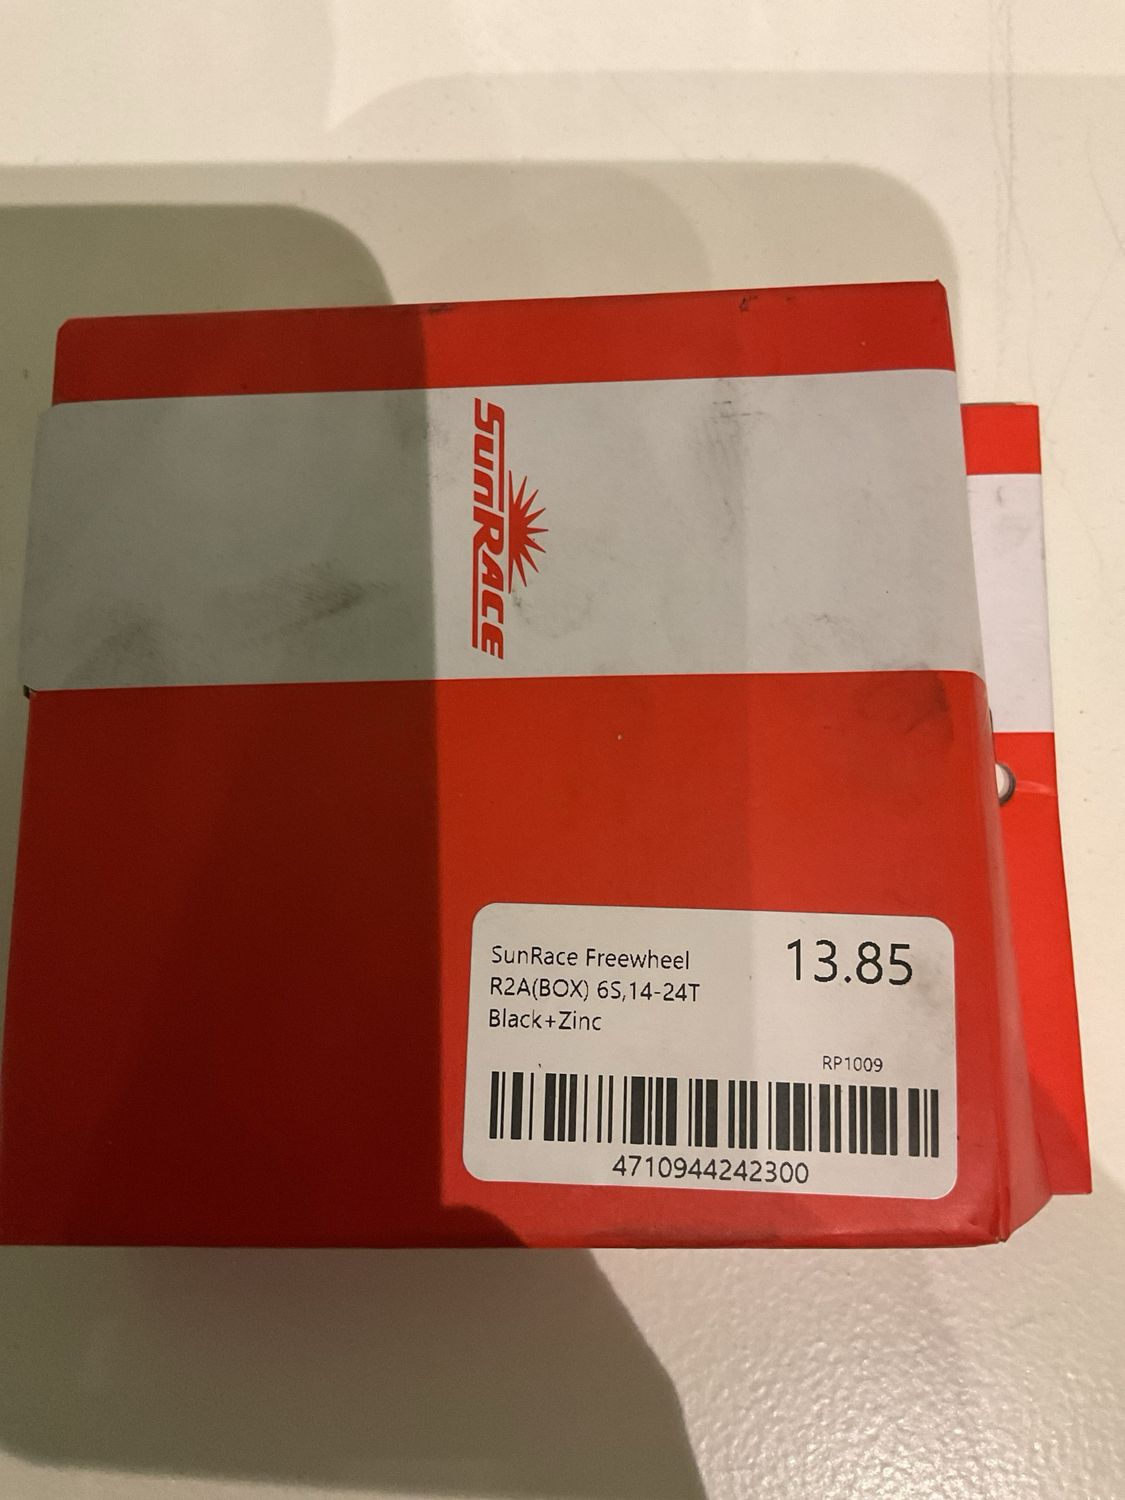 SunRace
SunRace Freewheel
R2A(BOX) 6S,14-24T
Black+Zinc
13.85
RP1009
4710944242300